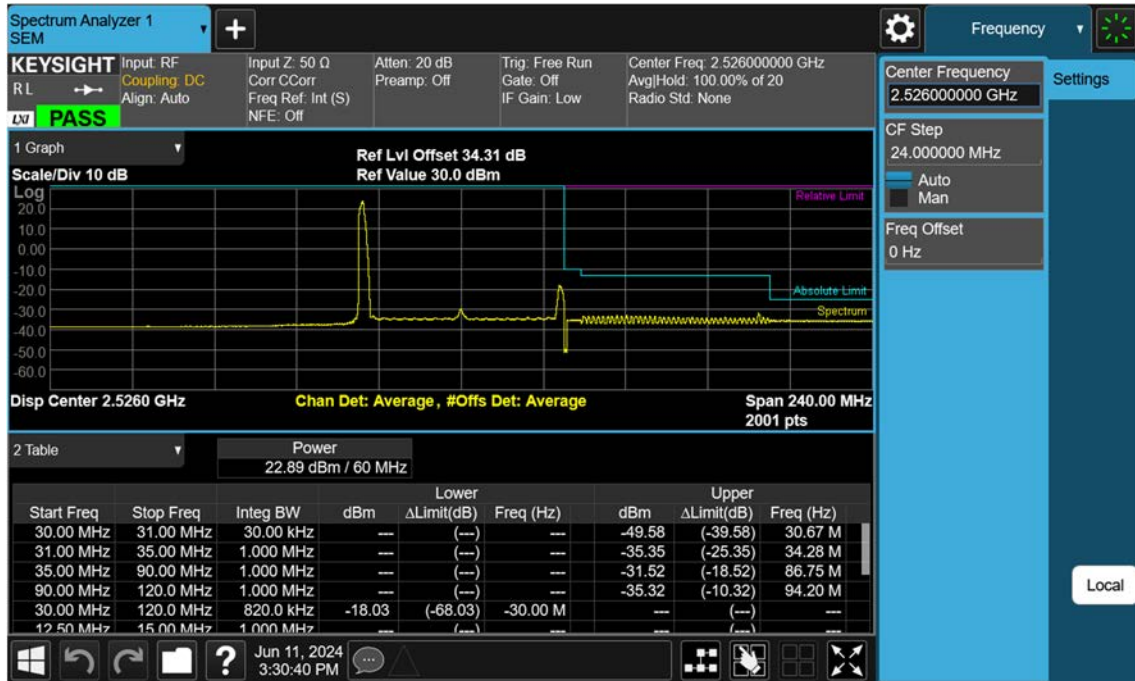 Spectrum Analyzer 1
SEM
Frequency
KEYSIGHT
R L
LXI PASS
Input: RF
Coupling: DC
Align: Auto
Input Z: 50 Ω
Corr CCorr
Freq Ref: Int (S)
NFE: Off
Atten: 20 dB
Preamp: Off
Trig: Free Run
Gate: Off
IF Gain: Low
Center Freq: 2.526000000 GHz
Avg|Hold: 100.00% of 20
Radio Std: None
Center Frequency
2.526000000 GHz
Settings
CF Step
24.000000 MHz
Auto
Man
Freq Offset
0 Hz
Local
1 Graph
Scale/Div 10 dB
Ref Lvl Offset 34.31 dB
Ref Value 30.0 dBm
Log
20.0
10.0
0.00
-10.0
-20.0
-30.0
-40.0
-50.0
-60.0
Relative Limit
Absolute Limit
Spectrum
Disp Center 2.5260 GHz
Chan Det: Average, #Offs Det: Average
Span 240.00 MHz
2001 pts
2 Table
Power
22.89 dBm / 60 MHz
Lower Upper
Start Freq Stop Freq Integ BW dBm ΔLimit(dB) Freq (Hz) dBm ΔLimit(dB) Freq (Hz)
30.00 MHz 31.00 MHz 30.00 kHz --- (---) --- -49.58 (-39.58) 30.67 M
31.00 MHz 35.00 MHz 1.000 MHz --- (---) --- -35.35 (-25.35) 34.28 M
35.00 MHz 90.00 MHz 1.000 MHz --- (---) --- -31.52 (-18.52) 86.75 M
90.00 MHz 120.0 MHz 1.000 MHz --- (---) --- -35.32 (-10.32) 94.20 M
30.00 MHz 120.0 MHz 820.0 kHz -18.03 (-68.03) -30.00 M --- (---) ---
12.50 MHz 15.00 MHz 1.000 MHz --- (---) --- --- (---) ---
?
Jun 11, 2024
3:30:40 PM